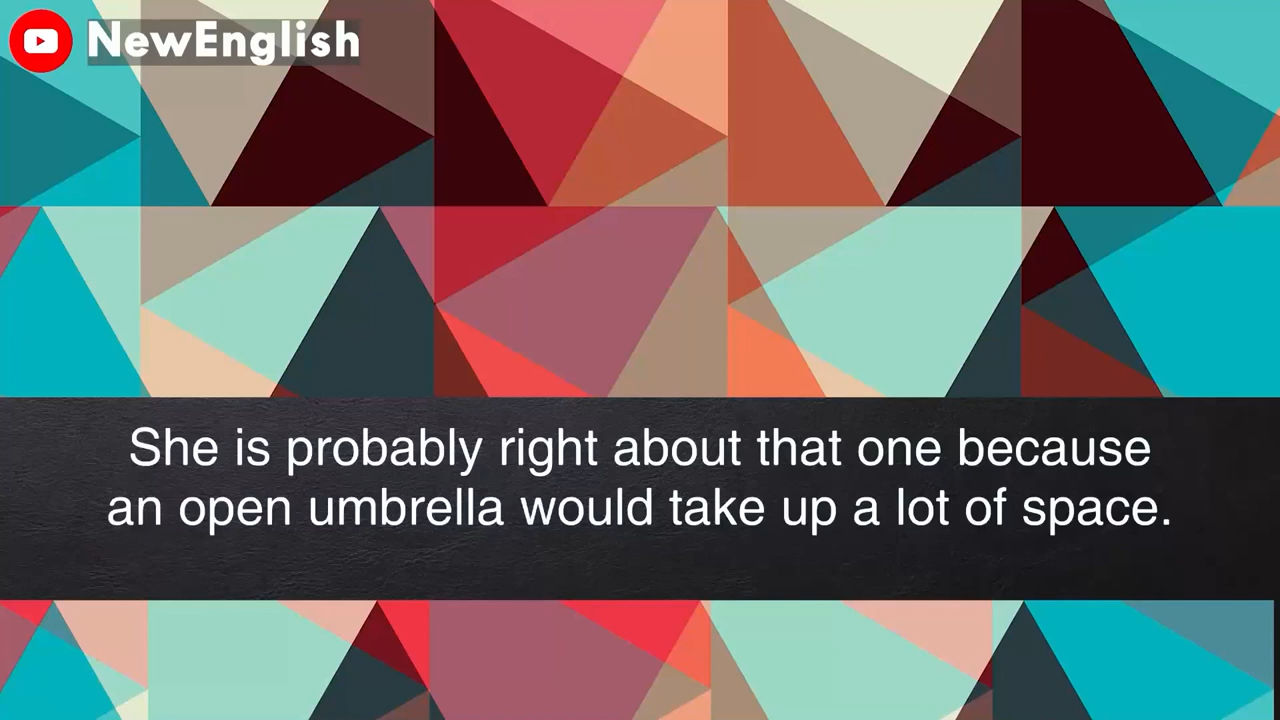 NewEnglish
She is probably right about that one because
an open umbrella would take up a lot of space.